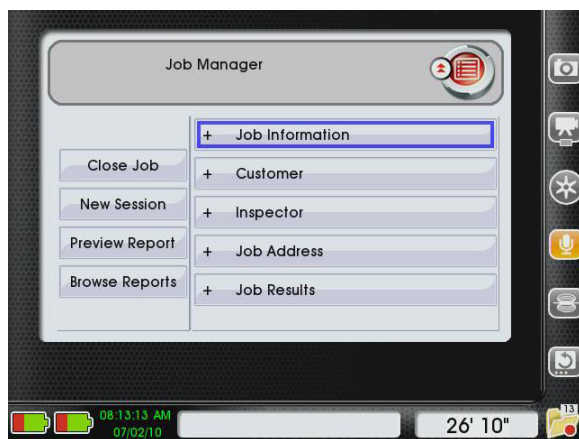 Job Manager
+ Job Information
Close Job
+ Customer
New Session
+ Inspector
Preview Report
+ Job Address
Browse Reports
+ Job Results
08:13:13 AM
07/02/10
26' 10"
13